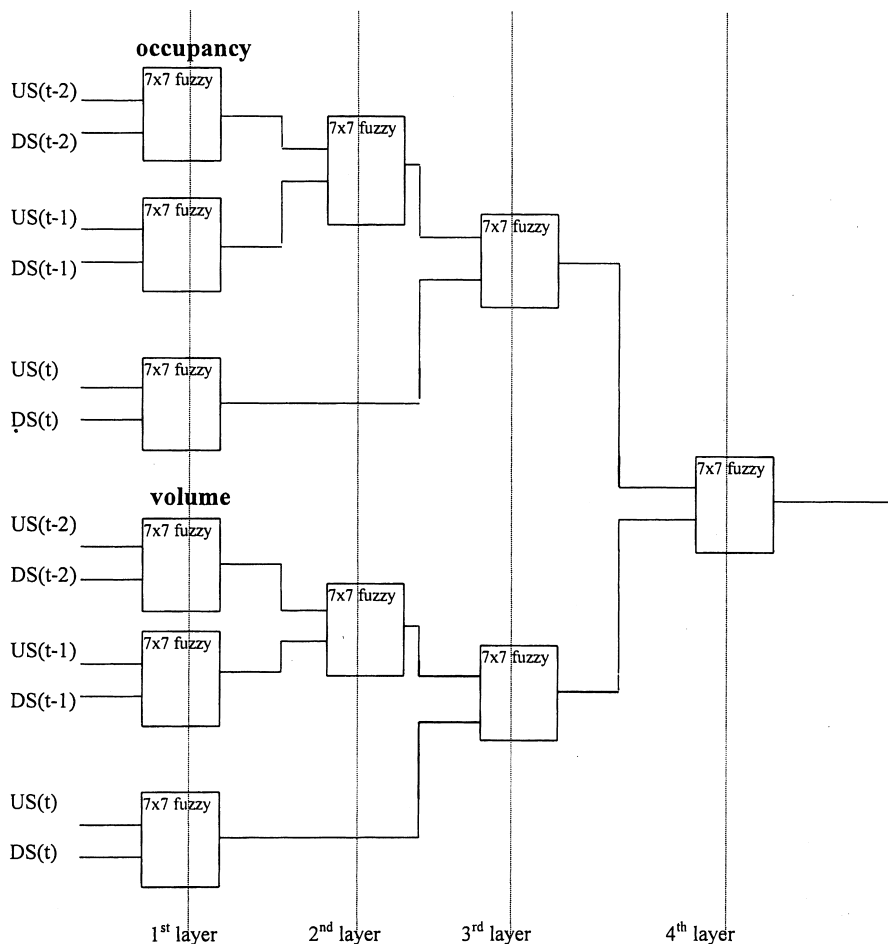 occupancy
US(t-2)
7x7 fuzzy
DS(t-2)
7x7 fuzzy
US(t-1)
7x7 fuzzy
DS(t-1)
7x7 fuzzy
US(t)
7x7 fuzzy
DS(t)
7x7 fuzzy
volume
US(t-2)
7x7 fuzzy
DS(t-2)
7x7 fuzzy
US(t-1)
7x7 fuzzy
DS(t-1)
7x7 fuzzy
US(t)
7x7 fuzzy
DS(t)
1st layer
2nd layer
3rd layer
4th layer